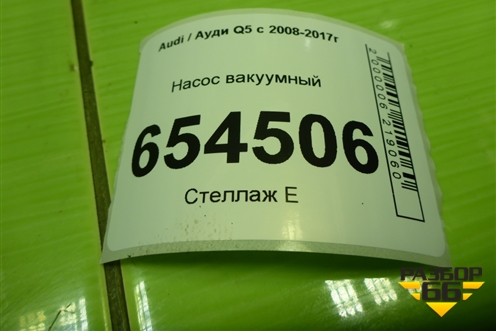 Audi / Ауди Q5 с 2008-2017г
Насос вакуумный
654506
Стеллаж Е
2000006219060
РАЗБОР
66